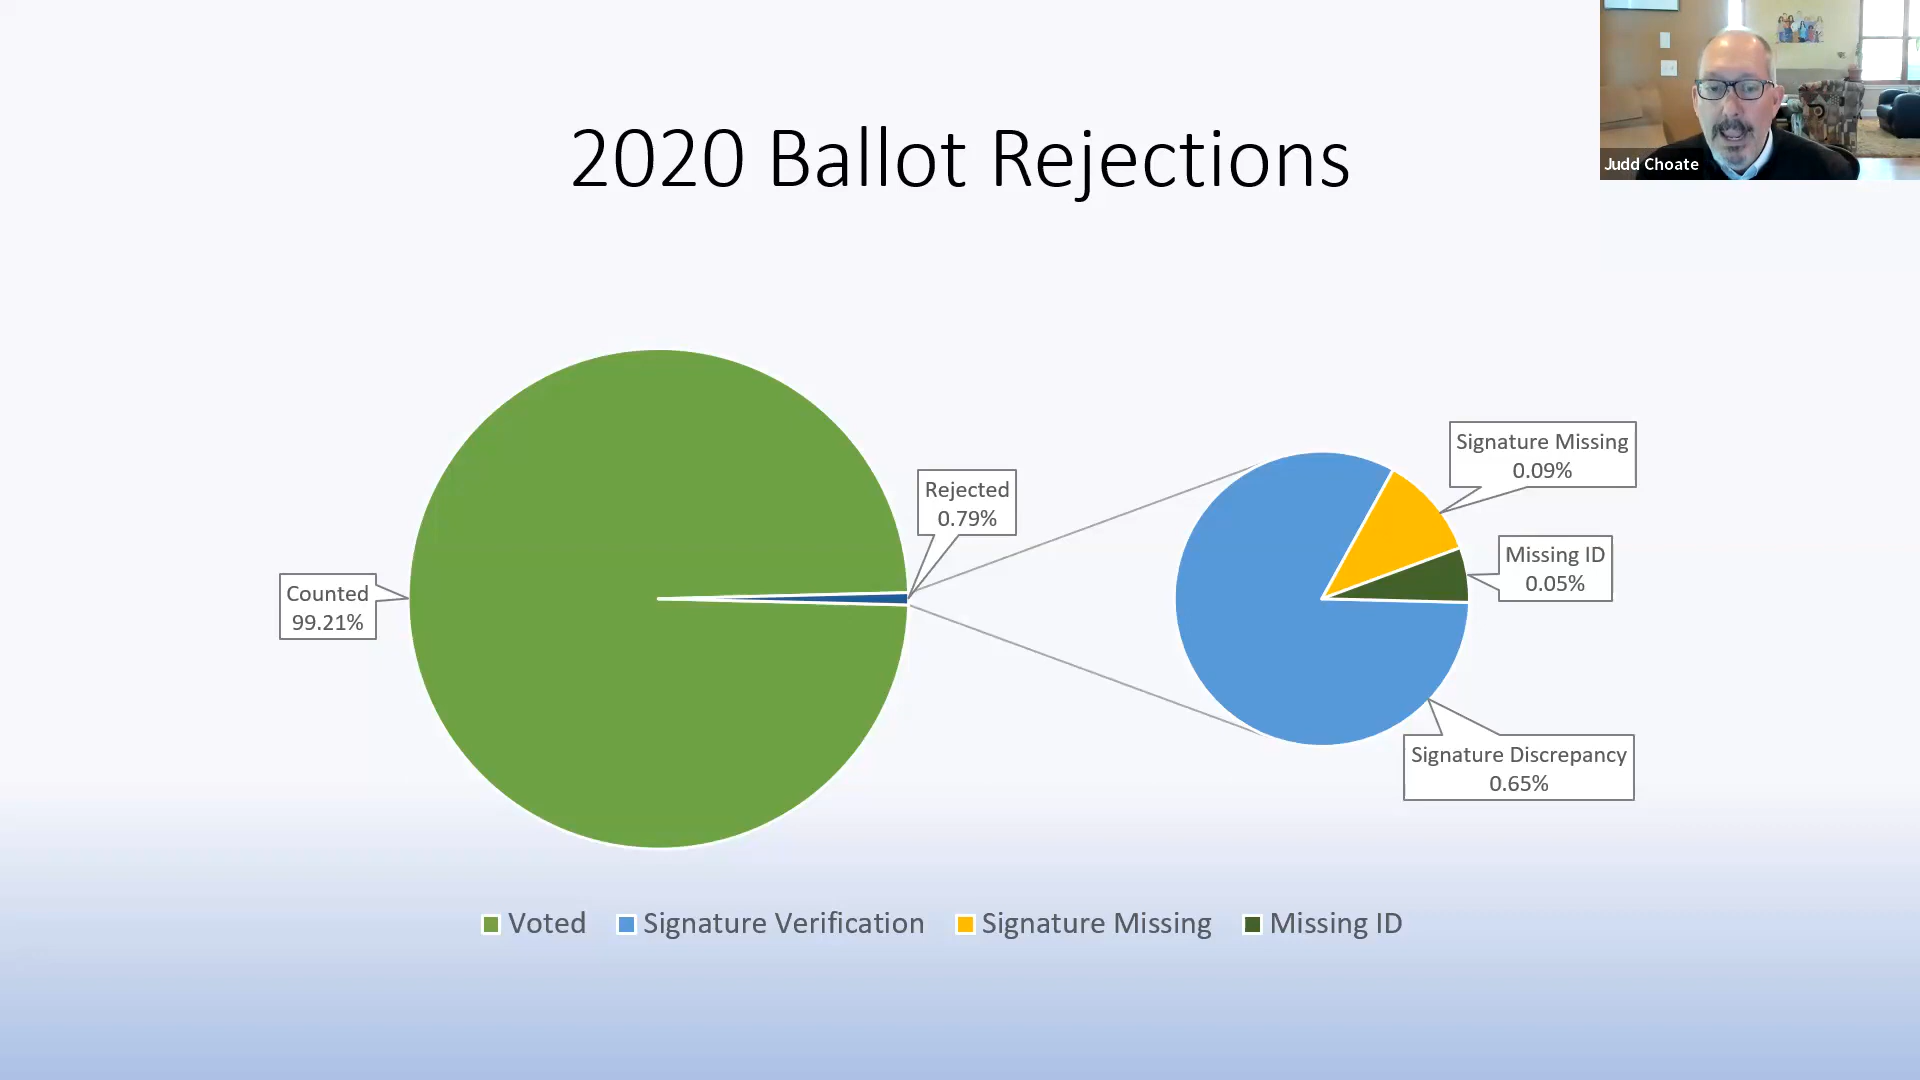 2020 Ballot Rejections
Judd Choate
Signature Missing
0.09%
Rejected
0.79%
Missing ID
0.05%
Counted
99.21%
Signature Discrepancy
0.65%
Voted
Signature Verification
Signature Missing
Missing ID